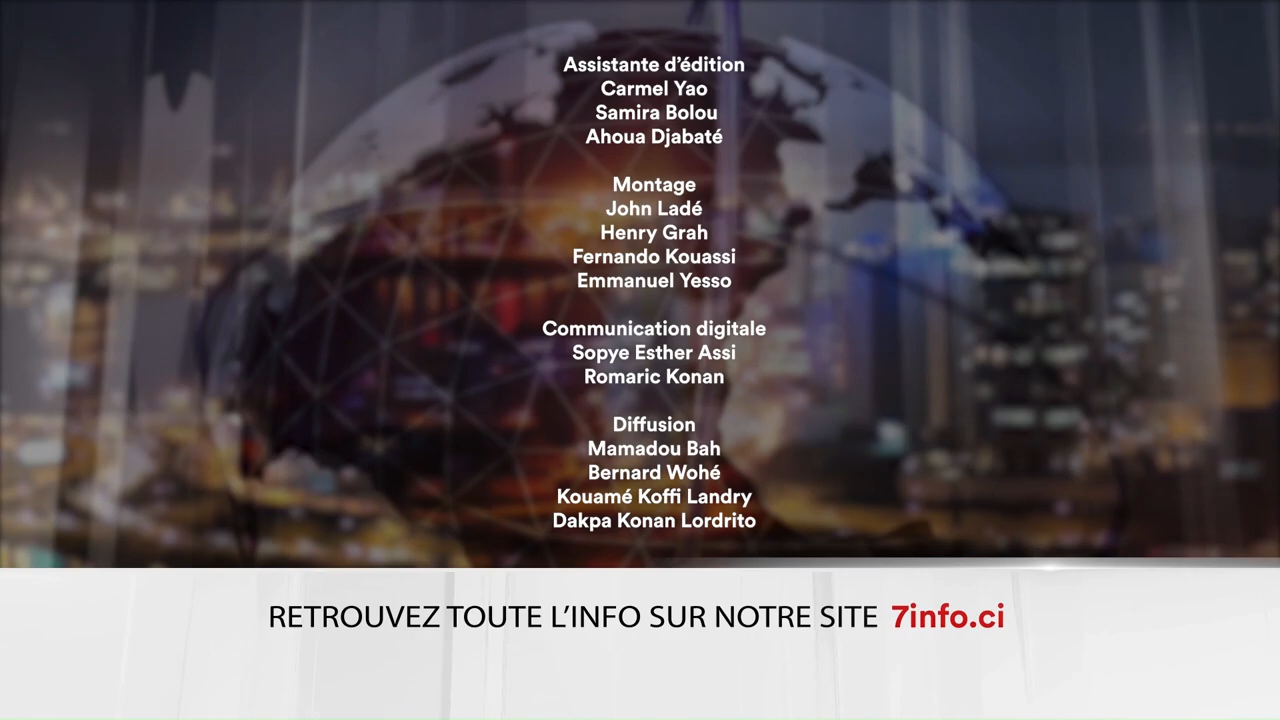 Assistante d’édition
Carmel Yao
Samira Bolou
Ahoua Djabaté
Montage
John Ladé
Henry Grah
Fernando Kouassi
Emmanuel Yesso
Communication digitale
Sopye Esther Assi
Romaric Konan
Diffusion
Mamadou Bah
Bernard Wohé
Kouamé Koffi Landry
Dakpa Konan Lordrito
RETROUVEZ TOUTE L’INFO SUR NOTRE SITE 7info.ci